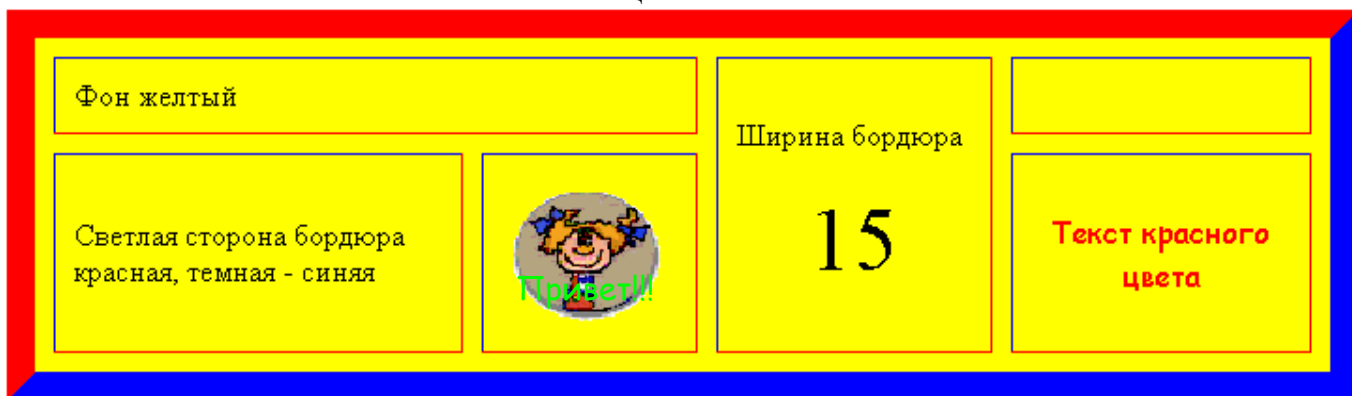 Фон желтый
Ширина бордюра
15
Светлая сторона бордюра
красная, темная - синяя
Привет!!!
Текст красного
цвета